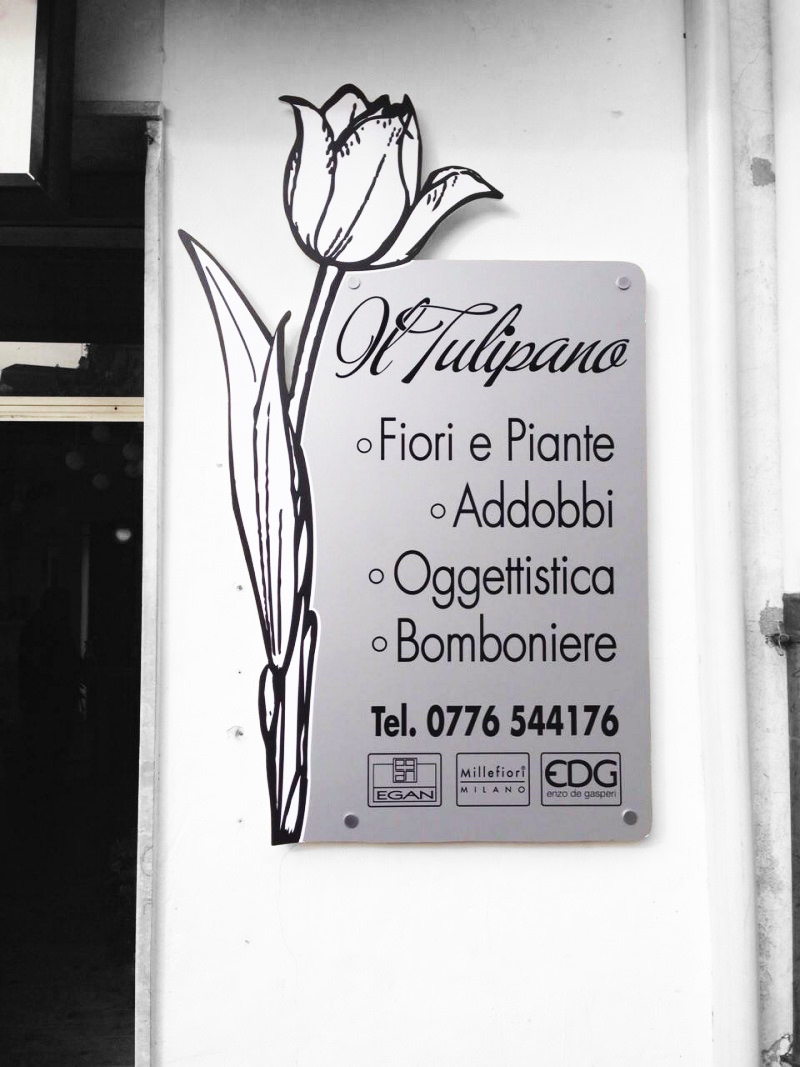 Il Tulipano
Fiori e Piante
Addobbi
Oggettistica
Bomboniere
Tel. 0776 544176
EGAN
Millefiori
MILANO
EDG
enzo de gasperi